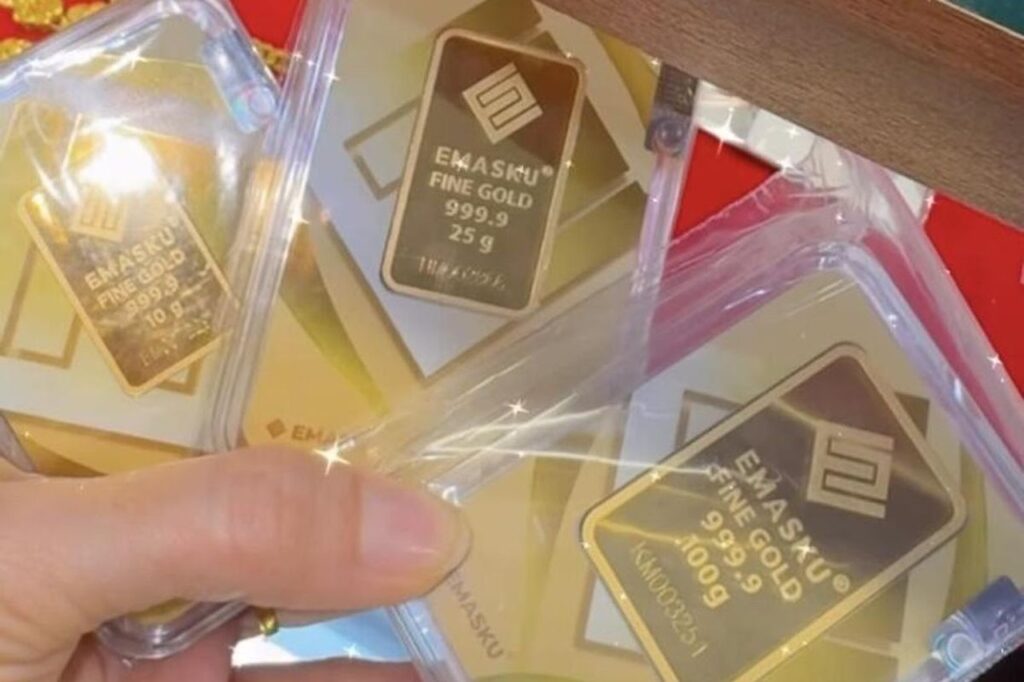 EMASKU®
FINE GOLD
999.9
10 g
EMASKU®
FINE GOLD
999.9
25 g
EMASKU®
FINE GOLD
999.9
100g
KM003251
EMASKU